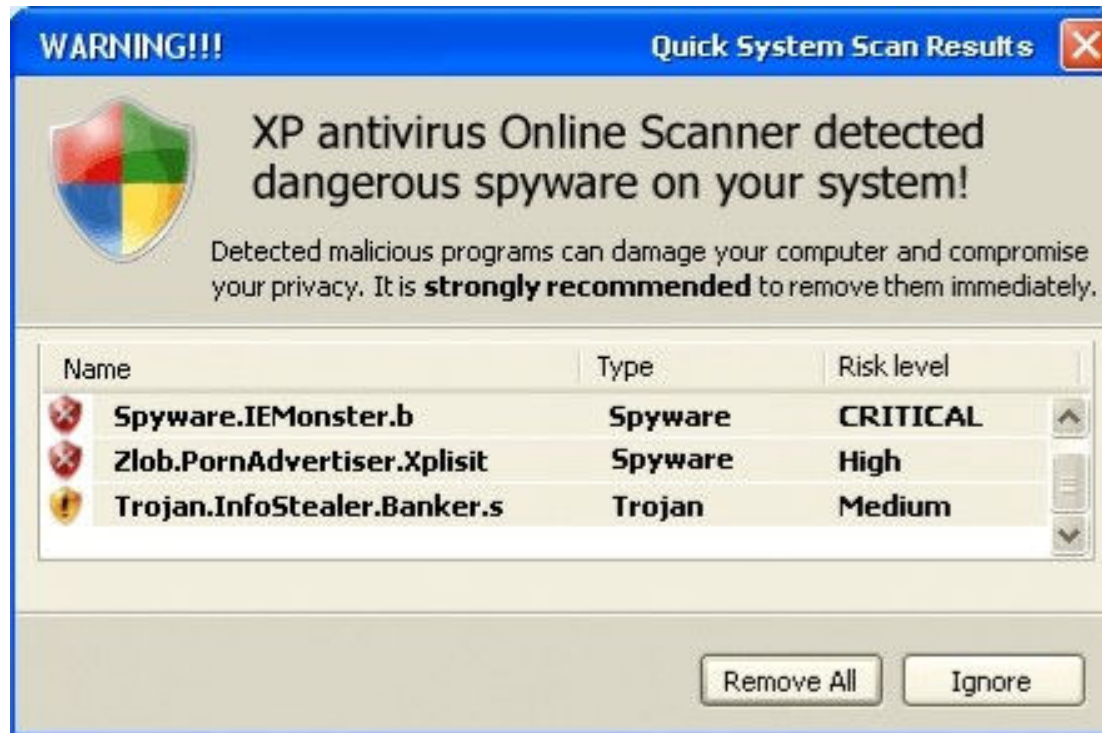 WARNING!!! Quick System Scan Results
XP antivirus Online Scanner detected
dangerous spyware on your system!
Detected malicious programs can damage your computer and compromise
your privacy. It is strongly recommended to remove them immediately.
Name Type Risk level
Spyware.IEMonster.b Spyware CRITICAL
Zlob.PornAdvertiser.Xplisit Spyware High
Trojan.InfoStealer.Banker.s Trojan Medium
Remove All Ignore